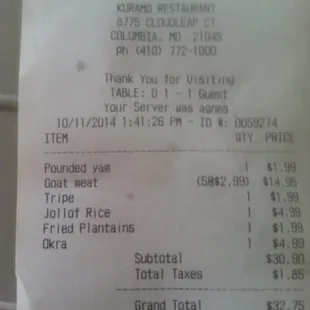 KURAMO RESTAURANT
8775 CLOUDLEAP CT
COLUMBIA, MD 21045
ph (410) 772-1000
Thank You for Visiting
TABLE: D 1 - 1 Guest
Your Server was agnes
10/11/2014 1:41:26 PM - ID #: 0059274
ITEM QTY PRICE
Pounded yam 1 $1.99
Goat meat (5@$2.99) $14.95
Tripe 1 $1.99
Jollof Rice 1 $4.99
Fried Plantains 1 $1.99
Okra 1 $4.99
Subtotal $30.90
Total Taxes $1.85
Grand Total $32.75